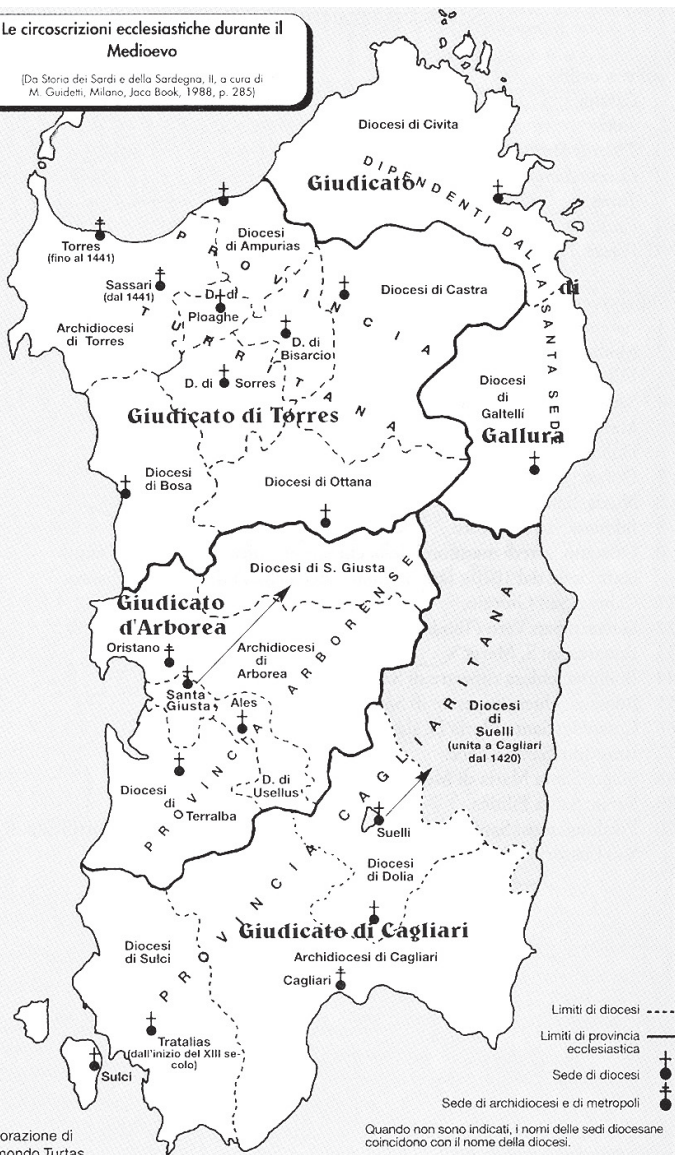 Le circoscrizioni ecclesiastiche durante il
Medioevo
(Da Storia dei Sardi e della Sardegna, II, a cura di
M. Guidetti, Milano, Jaca Book, 1988, p. 285)
Diocesi di Civita
Giudicato
DIPENDENTI DALLA SANTA SEDE
di
Gallura
Diocesi
di Ampurias
Torres
(fino al 1441)
Sassari
(dal 1441)
D. di
Ploaghe
Diocesi di Castra
PROVINCIA
TURRITANA
Archidiocesi
di Torres
D. di
Bisarcio
D. di Sorres
Diocesi
di
Galtellí
Giudicato di Torres
Diocesi
di Bosa
Diocesi di Ottana
Diocesi di S. Giusta
Giudicato
d'Arborea
Oristano
Archidiocesi
di
Arborea
Santa
Giusta
Ales
PROVINCIA ARBORENSE
D. di
Usellus
Diocesi
di
Terralba
Diocesi
di
Suelli
(unita a Cagliari
dal 1420)
PROVINCIA CAGLIARITANA
Suelli
Diocesi
di Dolia
Giudicato di Cagliari
Diocesi
di Sulci
Archidiocesi di Cagliari
Cagliari
Tratalias
(dall'inizio del XIII se-
colo)
Sulci
Limiti di diocesi
Limiti di provincia
ecclesiastica
Sede di diocesi
Sede di archidiocesi e di metropoli
Quando non sono indicati, i nomi delle sedi diocesane
coincidono con il nome della diocesi.
orazione di
mondo Turtas